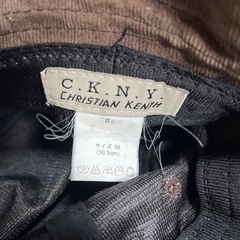 C.K.N.Y.
CHRISTIAN KENTH
サイズ M
(56.5cm)